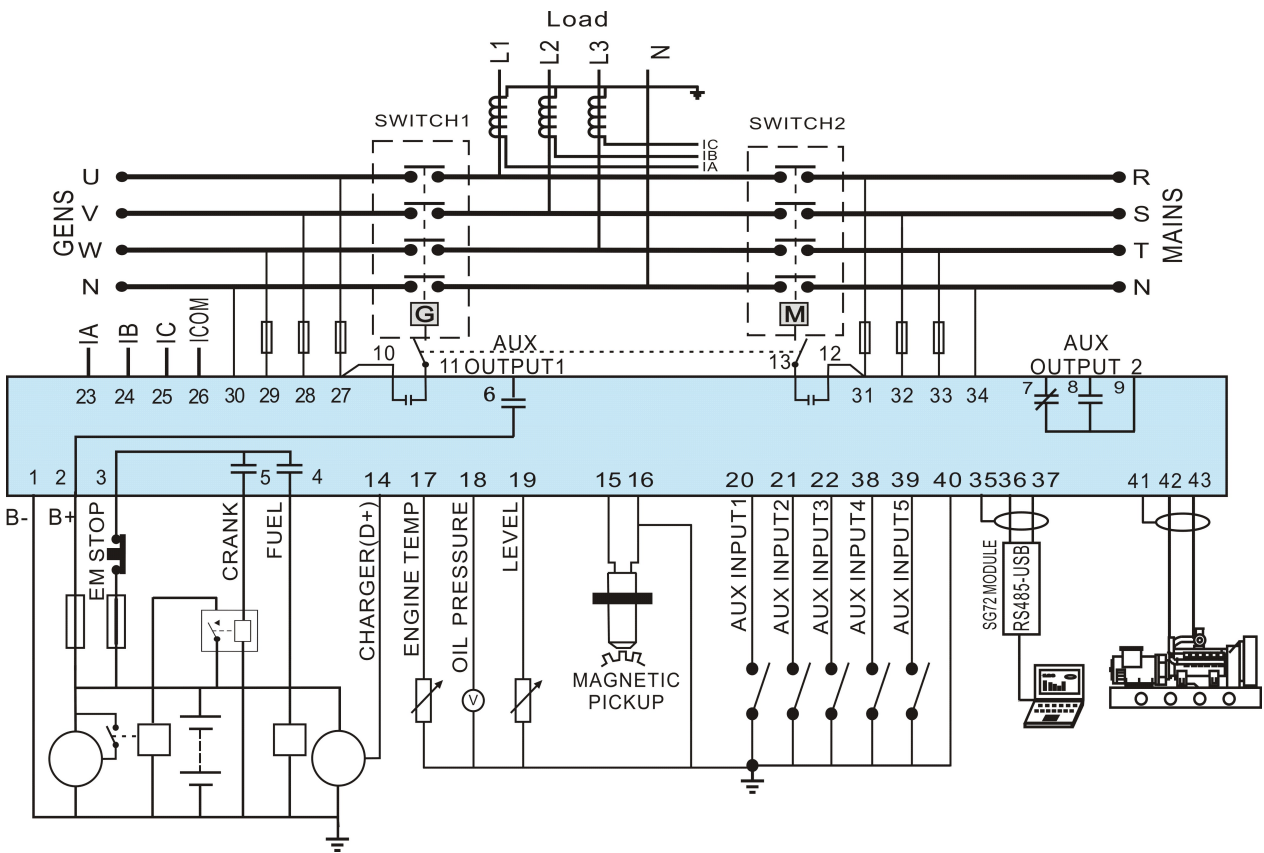 Load
L1 L2 L3 N
SWITCH1
SWITCH2
IC
IB
IA
U R
V S
W T
N N
GENS
MAINS
G M
IA IB IC ICOM
10 11 AUX OUTPUT1
13 12
AUX OUTPUT 2
23 24 25 26 30 29 28 27 6 31 32 33 34 7 8 9
1 2 3 5 4 14 17 18 19 15 16 20 21 22 38 39 40 35 36 37 41 42 43
B- B+
EM STOP
CRANK
FUEL
CHARGER(D+)
ENGINE TEMP
OIL PRESSURE
LEVEL
V
MAGNETIC
PICKUP
AUX INPUT1
AUX INPUT2
AUX INPUT3
AUX INPUT4
AUX INPUT5
SG72 MODULE
RS485-USB